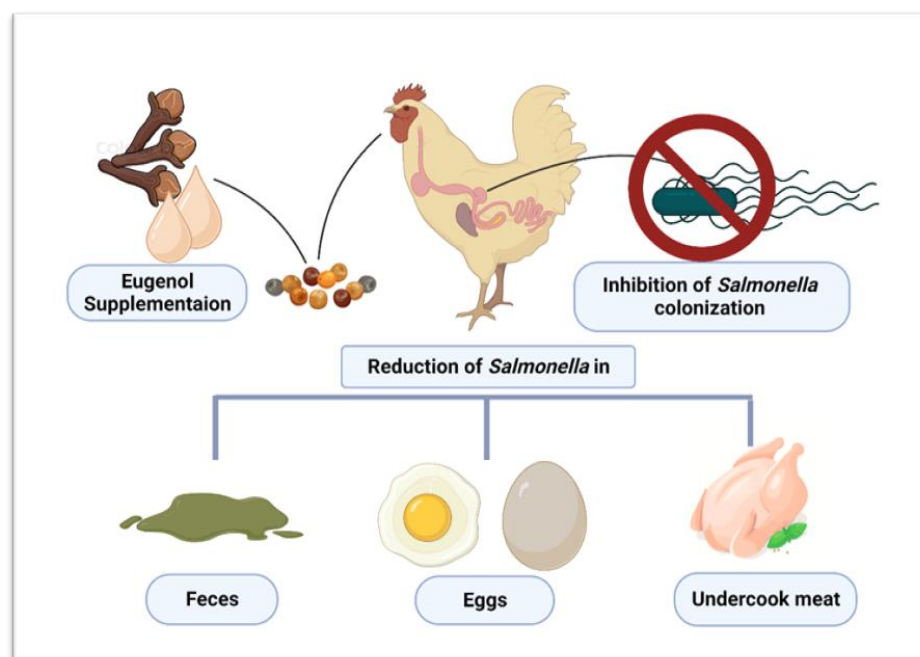 Eugenol
Supplementaion
Inhibition of Salmonella
colonization
Reduction of Salmonella in
Feces
Eggs
Undercook meat